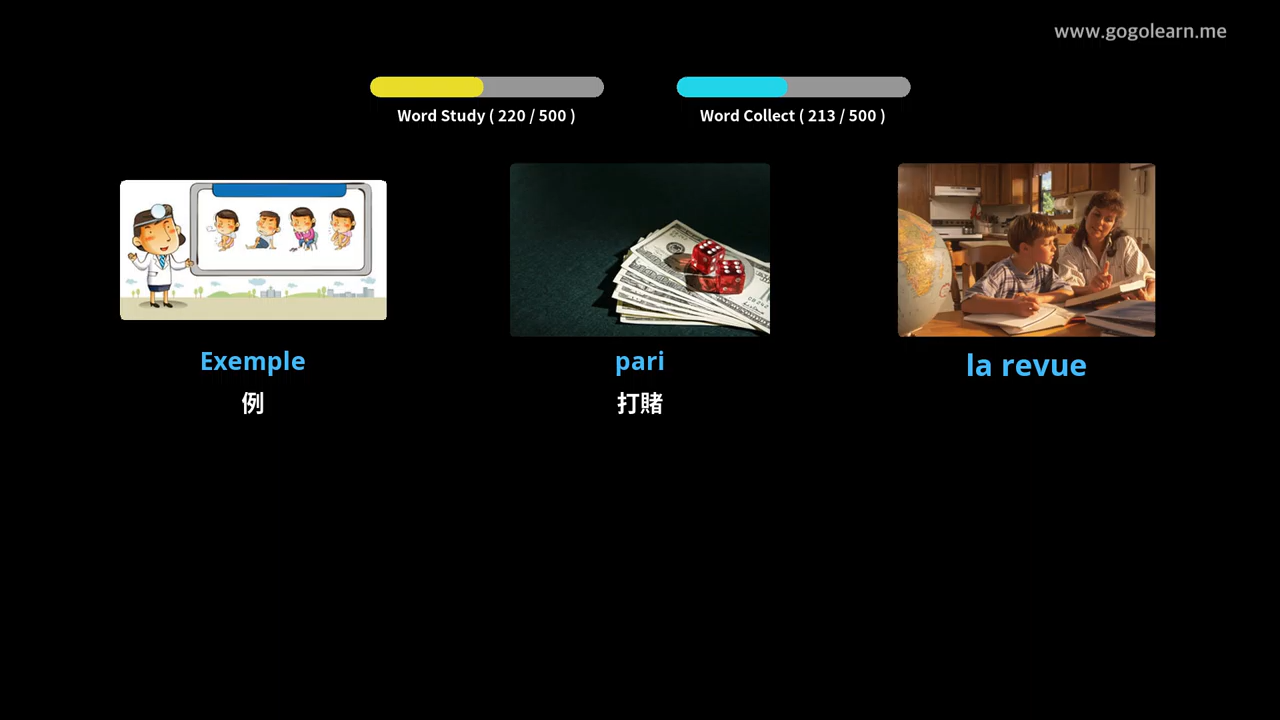 www.gogolearn.me
Word Study ( 220 / 500 )
Word Collect ( 213 / 500 )
Exemple
例
pari
打賭
la revue